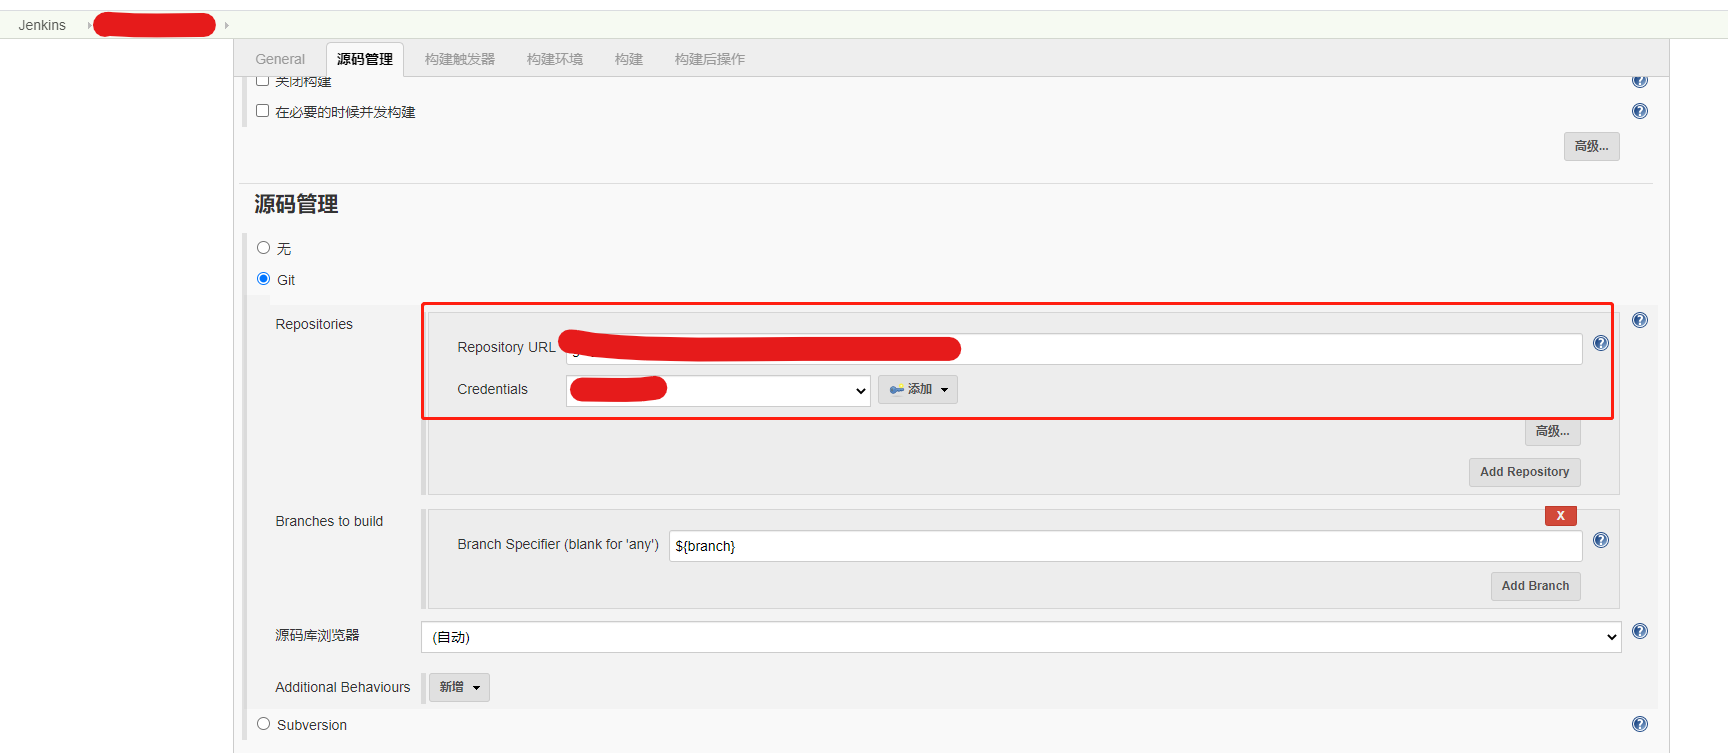 Jenkins
General 源码管理 构建触发器 构建环境 构建 构建后操作
关闭构建
在必要的时候并发构建
高级...
源码管理
无
Git
Repositories
Repository URL
Credentials
添加
高级...
Add Repository
Branches to build
X
Branch Specifier (blank for 'any') ${branch}
Add Branch
源码库浏览器 (自动)
Additional Behaviours 新增
Subversion